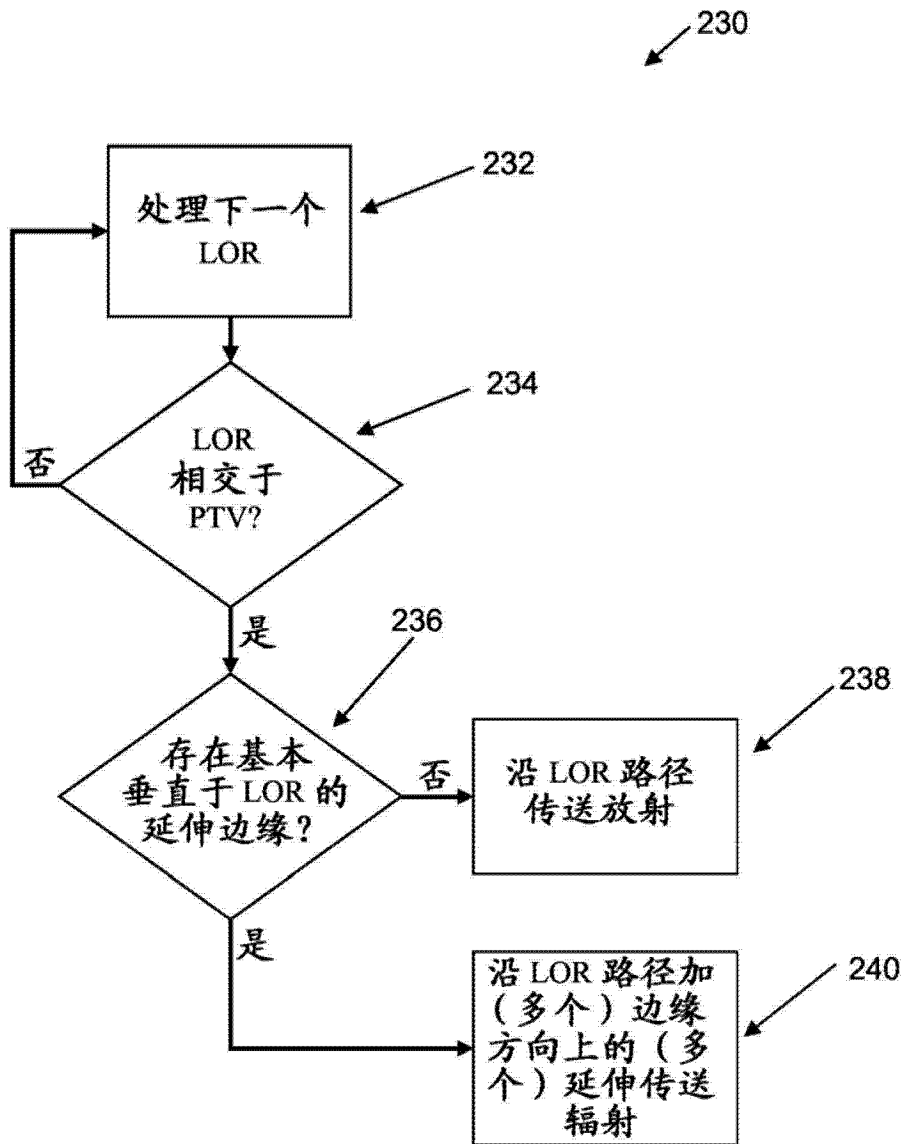 230
232
处理下一个
LOR
234
LOR
相交于
PTV?
否
是
236
存在基本
垂直于 LOR 的
延伸边缘？
否
238
沿 LOR 路径
传送放射
是
240
沿 LOR 路径加
（多个）边缘
方向上的（多
个）延伸传送
辐射